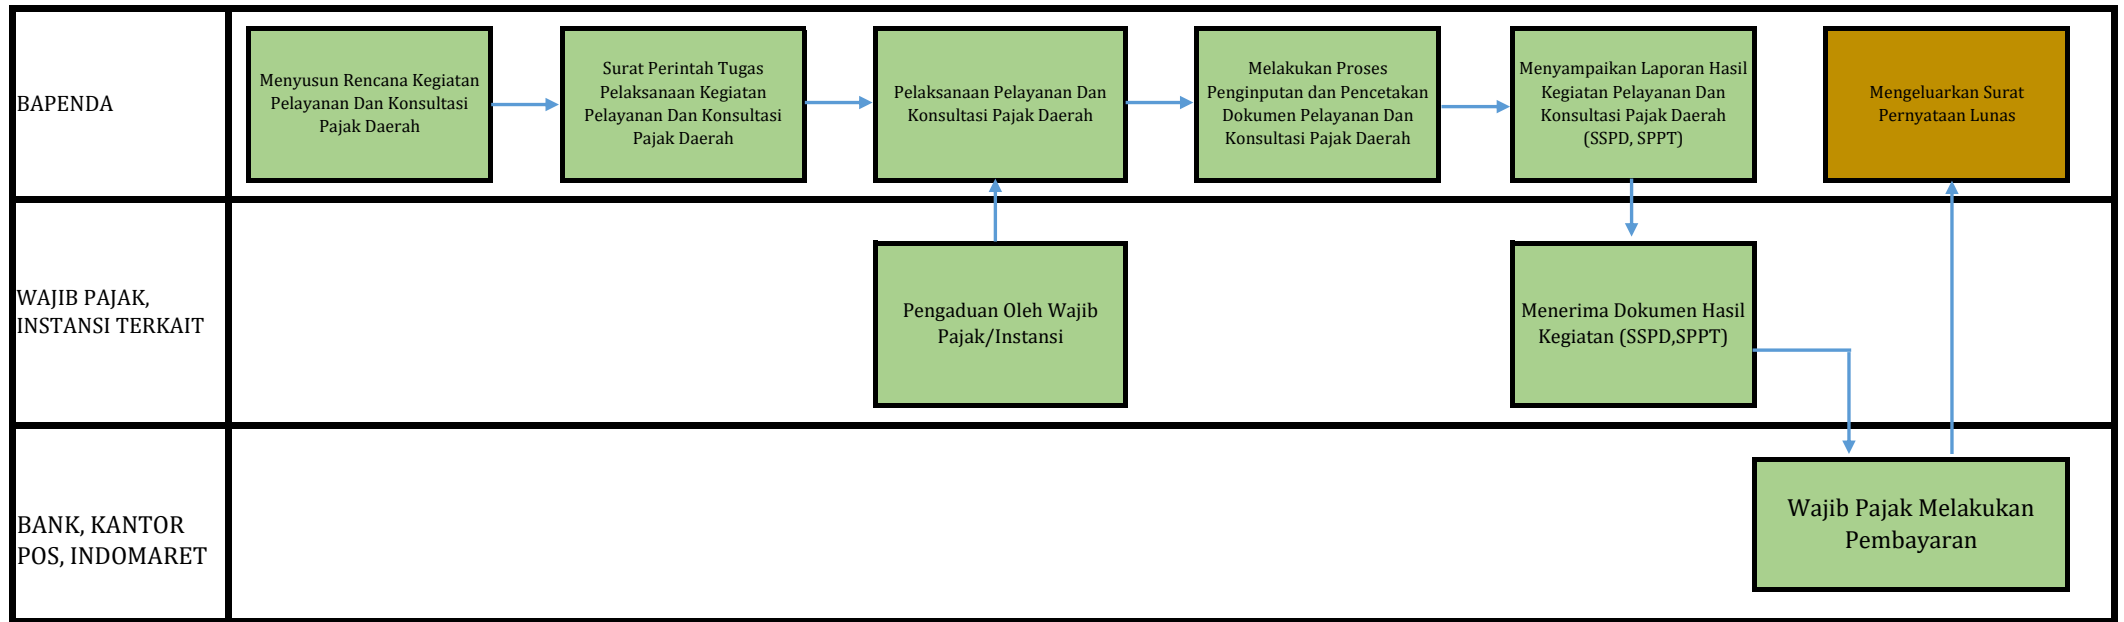 BAPENDA
Menyusun Rencana Kegiatan
Pelayanan Dan Konsultasi
Pajak Daerah
Surat Perintah Tugas
Pelaksanaan Kegiatan
Pelayanan Dan Konsultasi
Pajak Daerah
Pelaksanaan Pelayanan Dan
Konsultasi Pajak Daerah
Melakukan Proses
Penginputan dan Pencetakan
Dokumen Pelayanan Dan
Konsultasi Pajak Daerah
Menyampaikan Laporan Hasil
Kegiatan Pelayanan Dan
Konsultasi Pajak Daerah
(SSPD, SPPT)
Mengeluarkan Surat
Pernyataan Lunas
WAJIB PAJAK,
INSTANSI TERKAIT
Pengaduan Oleh Wajib
Pajak/Instansi
Menerima Dokumen Hasil
Kegiatan (SSPD,SPPT)
BANK, KANTOR
POS, INDOMARET
Wajib Pajak Melakukan
Pembayaran